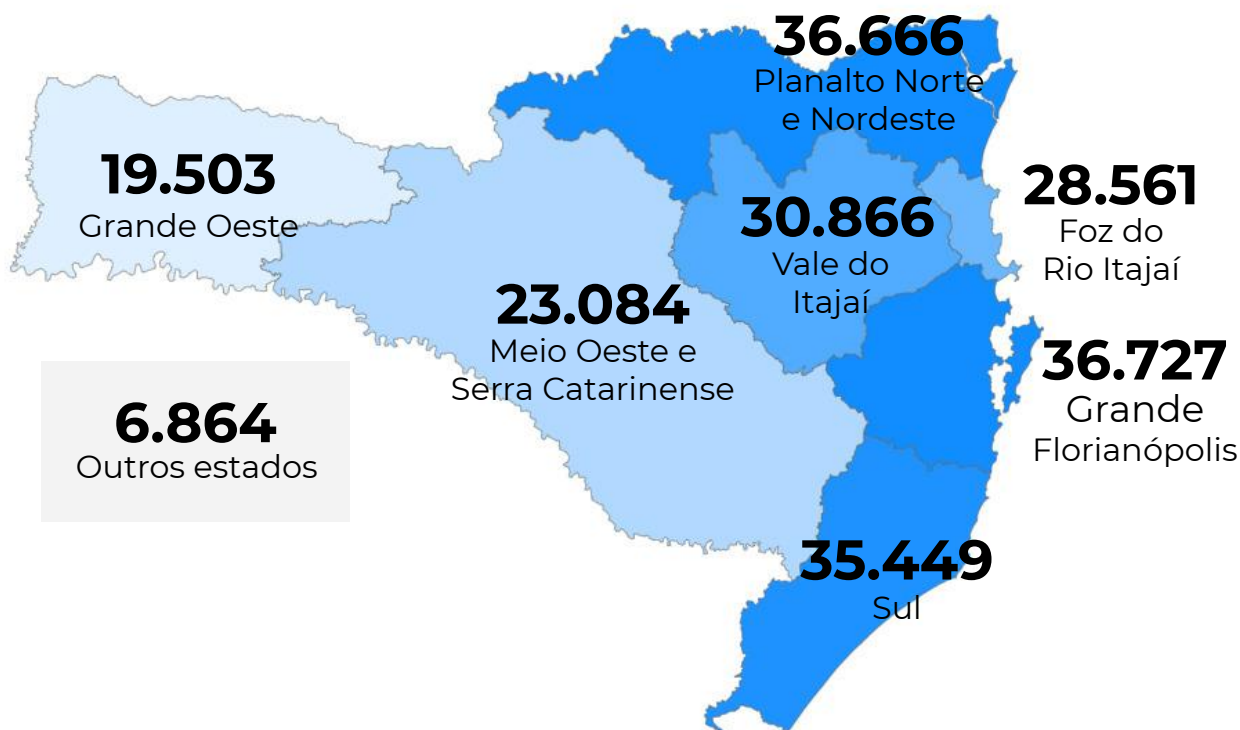 36.666
Planalto Norte
e Nordeste
19.503
Grande Oeste
30.866
Vale do
Itajaí
28.561
Foz do
Rio Itajaí
23.084
Meio Oeste e
Serra Catarinense
36.727
Grande
Florianópolis
6.864
Outros estados
35.449
Sul